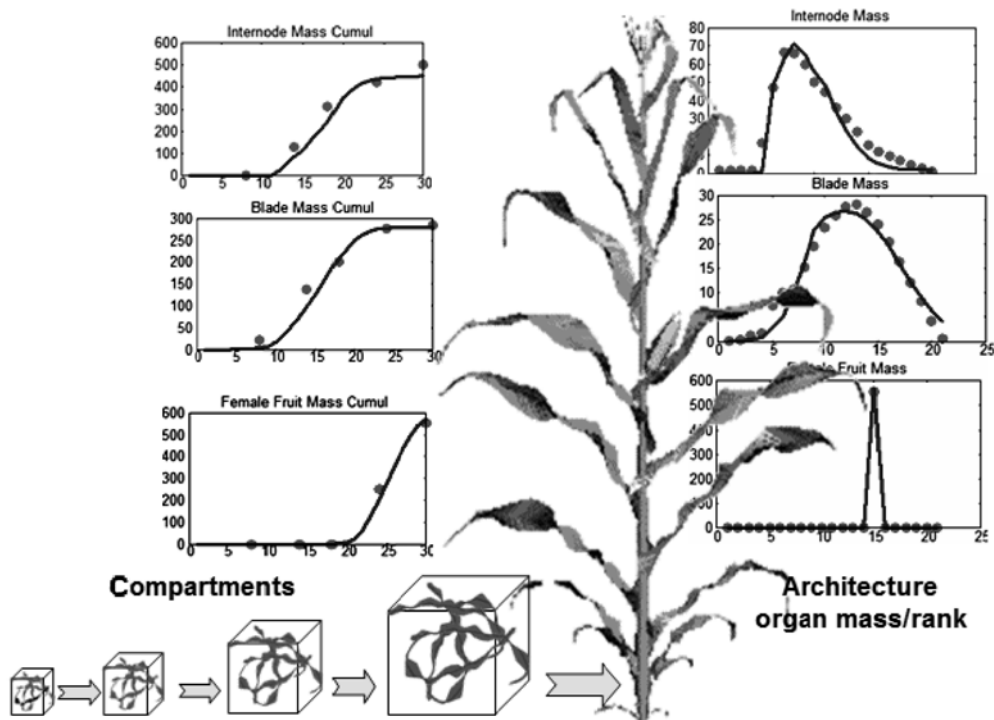 Internode Mass Cumul
600
500
400
300
200
100
0
0 5 10 15 20 25 30
Blade Mass Cumul
300
250
200
150
100
50
0
0 5 10 15 20 25 30
Female Fruit Mass Cumul
600
500
400
300
200
100
0
0 5 10 15 20 25 30
Compartments
Internode Mass
80
70
60
50
40
30
20
10
0
0 5 10 15 20 25
Blade Mass
30
25
20
15
10
5
0
0 5 10 15 20 25
Fruit Mass
600
500
400
300
200
100
0
0 5 10 15 20 25
Architecture
organ mass/rank